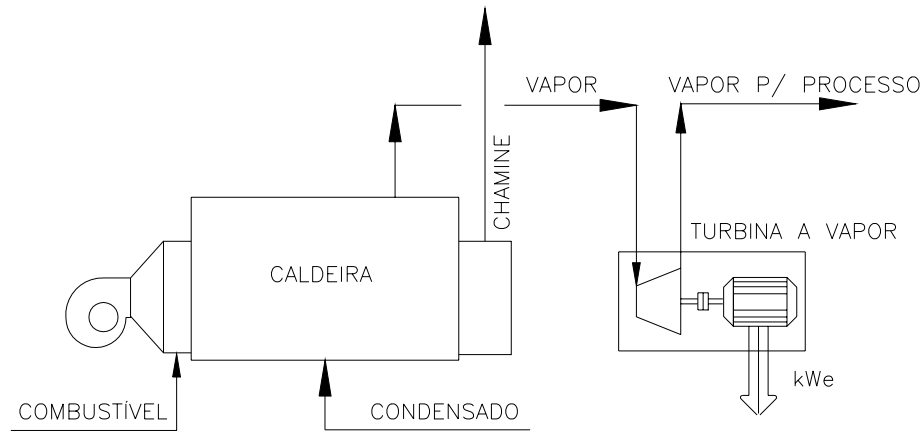 VAPOR
VAPOR P/ PROCESSO
CHAMINE
TURBINA A VAPOR
CALDEIRA
kWe
COMBUSTÍVEL
CONDENSADO